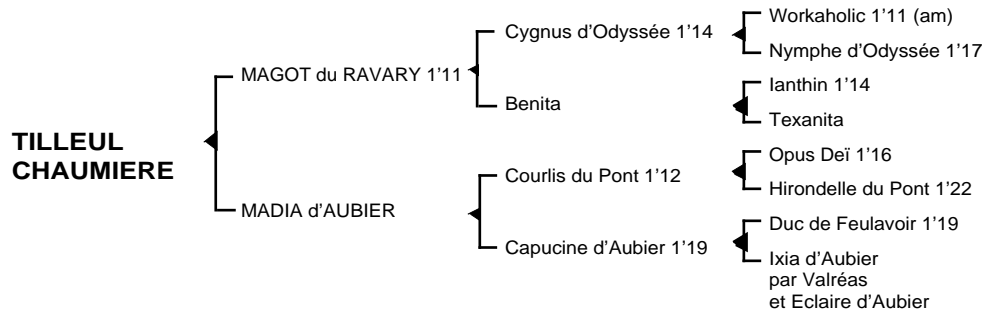 Workaholic 1'11 (am)
Cygnus d'Odyssée 1'14
Nymphe d'Odyssée 1'17
MAGOT du RAVARY 1'11
Ianthin 1'14
Benita
Texanita
TILLEUL
CHAUMIERE
Opus Deï 1'16
Courlis du Pont 1'12
Hirondelle du Pont 1'22
MADIA d'AUBIER
Duc de Feulavoir 1'19
Capucine d'Aubier 1'19
Ixia d'Aubier
par Valréas
et Eclaire d'Aubier